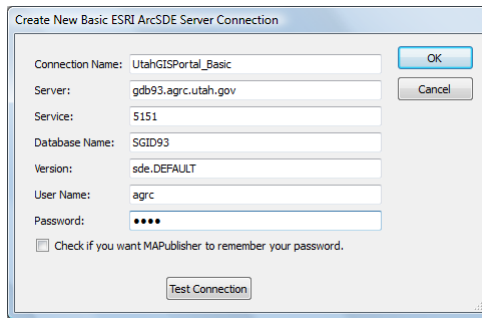 Create New Basic ESRI ArcSDE Server Connection
Connection Name: UtahGISPortal_Basic
OK
Server: gdb93.agrc.utah.gov
Cancel
Service: 5151
Database Name: SGID93
Version: sde.DEFAULT
User Name: agrc
Password: ●●●●
Check if you want MAPublisher to remember your password.
Test Connection